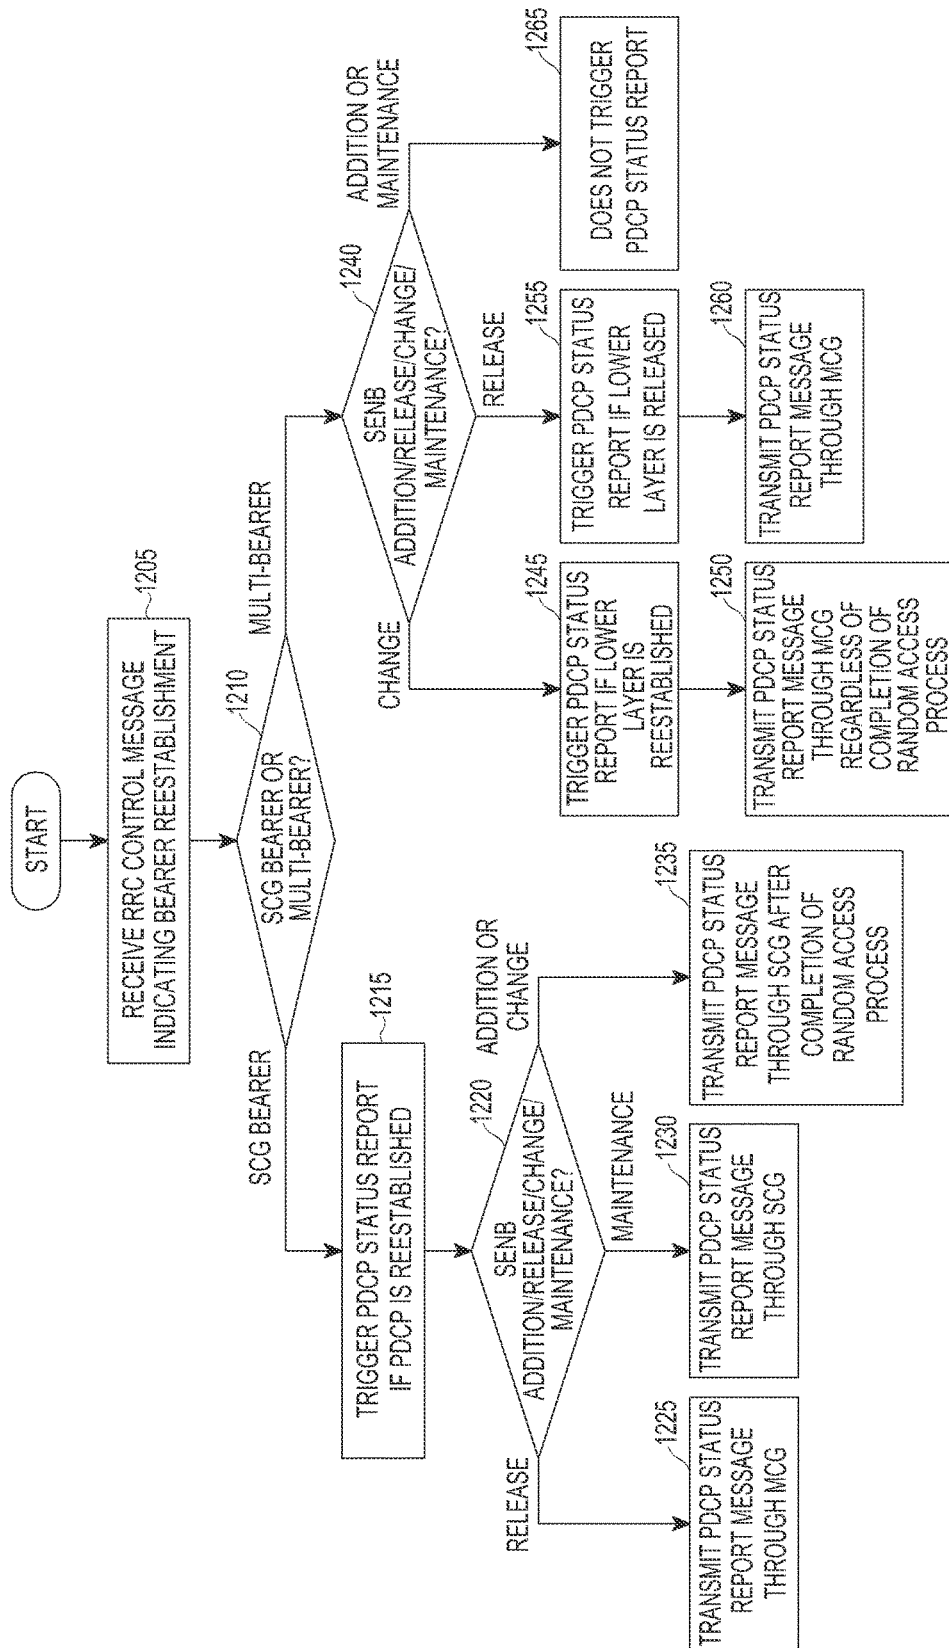 START
1205
RECEIVE RRC CONTROL MESSAGE
INDICATING BEARER REESTABLISHMENT
1210
SCG BEARER OR
MULTI-BEARER?
SCG BEARER
MULTI-BEARER
1215
TRIGGER PDCP STATUS REPORT
IF PDCP IS REESTABLISHED
1220
SENB
ADDITION/RELEASE/CHANGE/
MAINTENANCE?
RELEASE
MAINTENANCE
ADDITION OR
CHANGE
1225
TRANSMIT PDCP STATUS
REPORT MESSAGE
THROUGH MCG
1230
TRANSMIT PDCP STATUS
REPORT MESSAGE
THROUGH SCG
1235
TRANSMIT PDCP STATUS
REPORT MESSAGE
THROUGH SCG AFTER
COMPLETION OF
RANDOM ACCESS
PROCESS
1240
SENB
ADDITION/RELEASE/CHANGE/
MAINTENANCE?
CHANGE
RELEASE
ADDITION OR
MAINTENANCE
1245
TRIGGER PDCP STATUS
REPORT IF LOWER
LAYER IS
REESTABLISHED
1250
TRANSMIT PDCP STATUS
REPORT MESSAGE
THROUGH MCG
REGARDLESS OF
COMPLETION OF
RANDOM ACCESS
PROCESS
1255
TRIGGER PDCP STATUS
REPORT IF LOWER
LAYER IS RELEASED
1260
TRANSMIT PDCP STATUS
REPORT MESSAGE
THROUGH MCG
1265
DOES NOT TRIGGER
PDCP STATUS REPORT